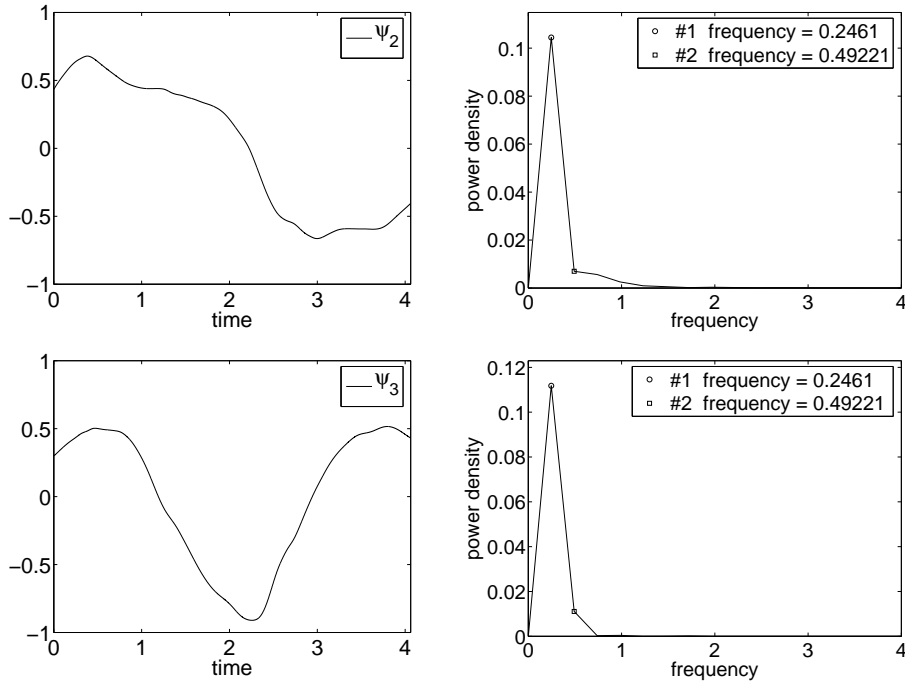 1
0.5
0
−0.5
−1
0 1 2 3 4
time
ψ2
0.1
0.08
0.06
0.04
0.02
0
0 1 2 3 4
frequency
power density
#1 frequency = 0.2461
#2 frequency = 0.49221
1
0.5
0
−0.5
−1
0 1 2 3 4
time
ψ3
0.12
0.1
0.08
0.06
0.04
0.02
0
0 1 2 3 4
frequency
power density
#1 frequency = 0.2461
#2 frequency = 0.49221